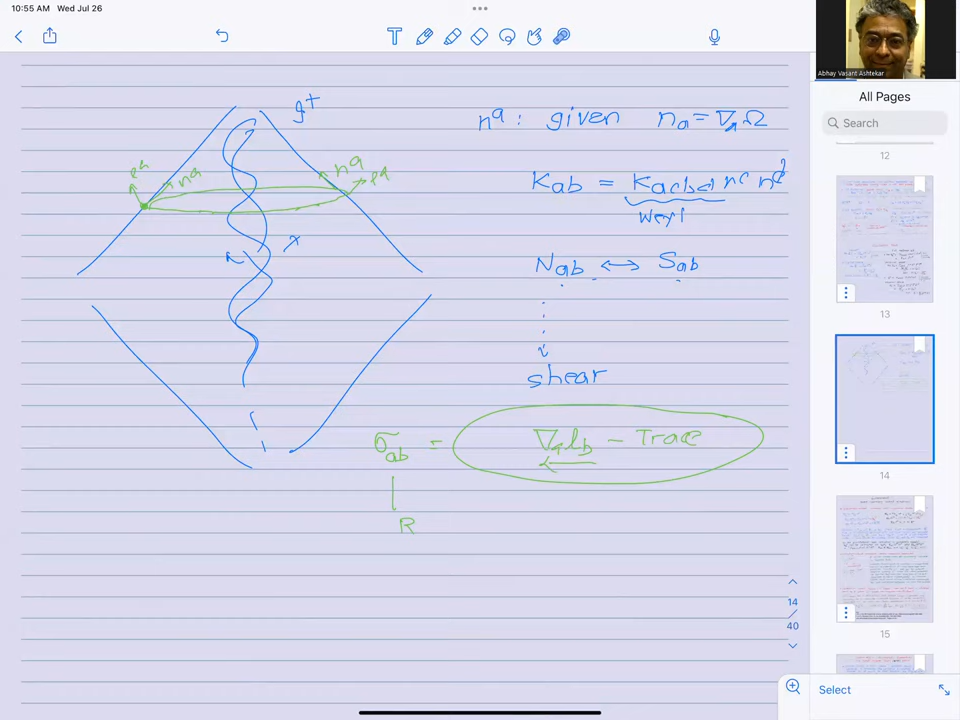 10:55 AM Wed Jul 26
Abhay Vasant Ashtekar
All Pages
Search
12
13
14
15
𝓘⁺
nᵃ : given nₐ = ∇ₐΩ
ℓᵃ nᵃ
nᵃ ℓᵃ
Kab = Kacbd nᶜ nᵈ
Weyl
Nab ↔ Sab
shear
σab = ∇ₐℓb − Trace
R
14
40
Select